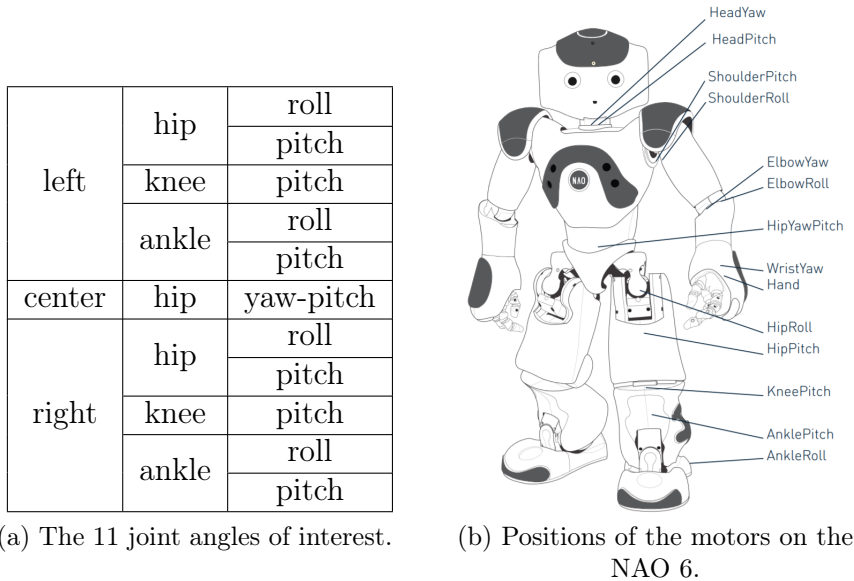 left
hip
roll
pitch
knee
pitch
ankle
roll
pitch
center
hip
yaw-pitch
right
hip
roll
pitch
knee
pitch
ankle
roll
pitch
a) The 11 joint angles of interest.
HeadYaw
HeadPitch
ShoulderPitch
ShoulderRoll
ElbowYaw
ElbowRoll
NAO
HipYawPitch
WristYaw
Hand
HipRoll
HipPitch
KneePitch
AnklePitch
AnkleRoll
(b) Positions of the motors on the
NAO 6.